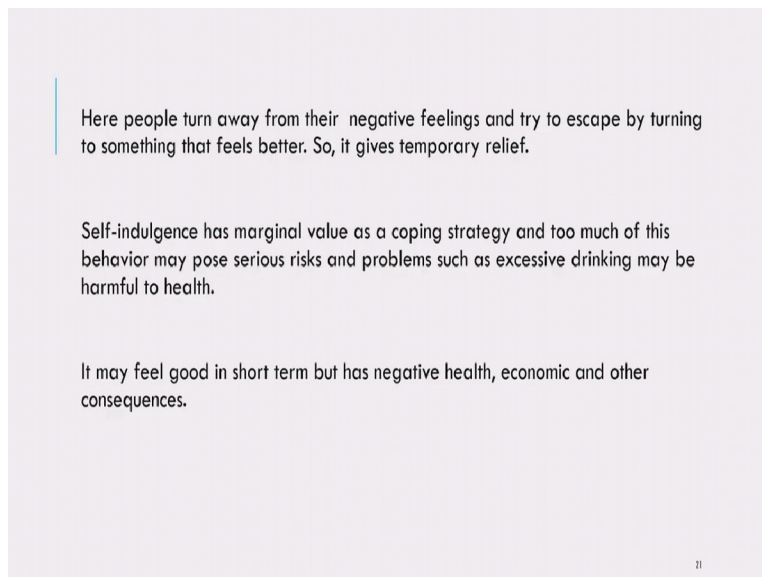 Here people turn away from their negative feelings and try to escape by turning
to something that feels better. So, it gives temporary relief.
Self-indulgence has marginal value as a coping strategy and too much of this
behavior may pose serious risks and problems such as excessive drinking may be
harmful to health.
It may feel good in short term but has negative health, economic and other
consequences.
21